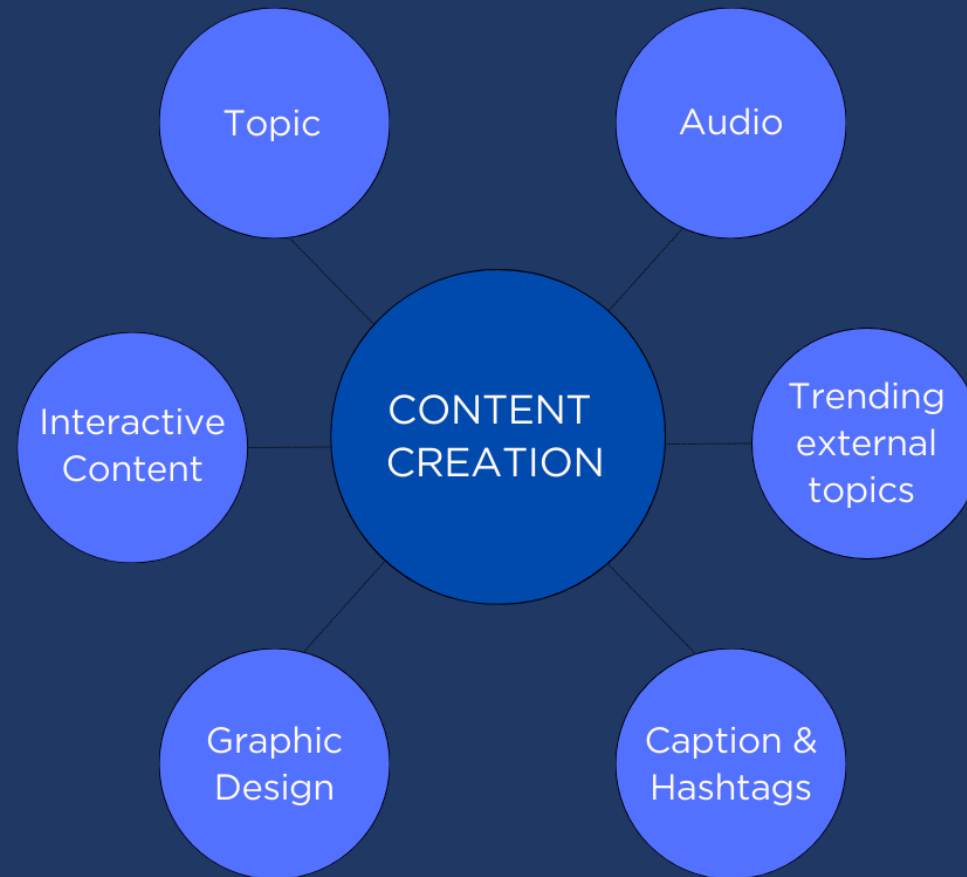 Topic
Audio
Interactive
Content
CONTENT
CREATION
Trending
external
topics
Graphic
Design
Caption &
Hashtags